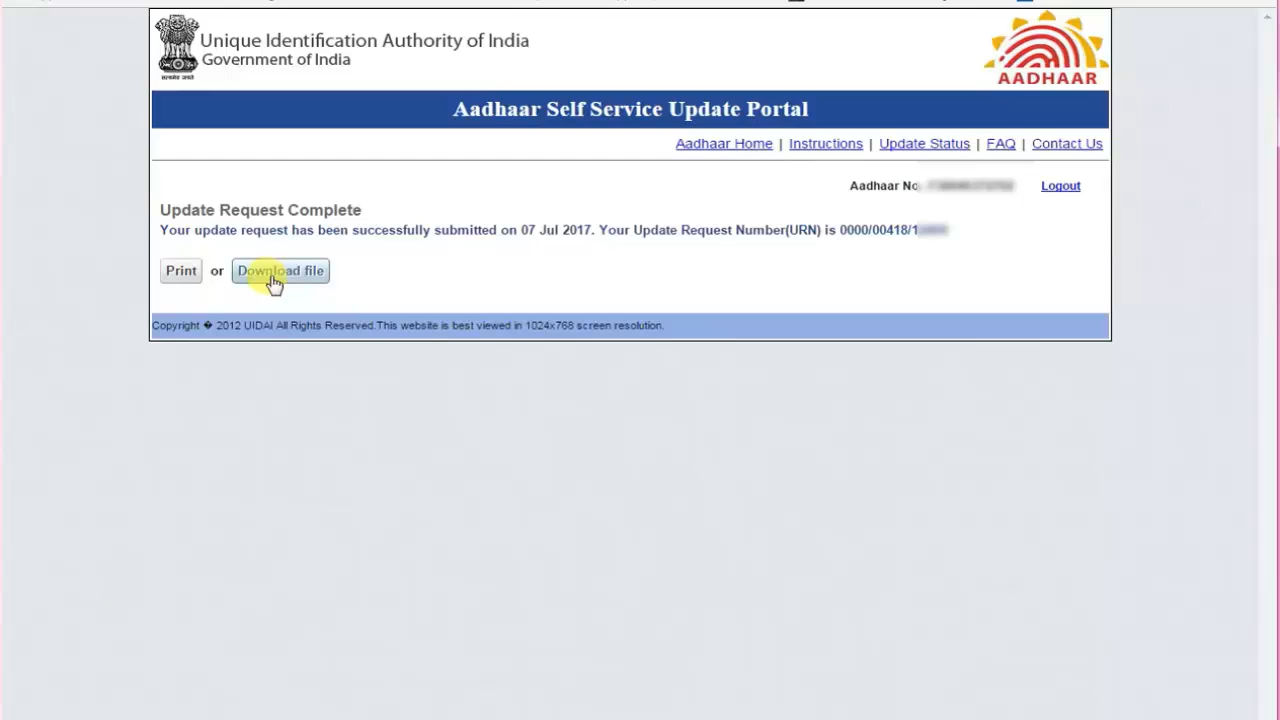 Unique Identification Authority of India
Government of India
सत्यमेव जयते
AADHAAR
Aadhaar Self Service Update Portal
Aadhaar Home | Instructions | Update Status | FAQ | Contact Us
Aadhaar No. Logout
Update Request Complete
Your update request has been successfully submitted on 07 Jul 2017. Your Update Request Number(URN) is 0000/00418/1
Print or Download file
Copyright � 2012 UIDAI All Rights Reserved.This website is best viewed in 1024x768 screen resolution.